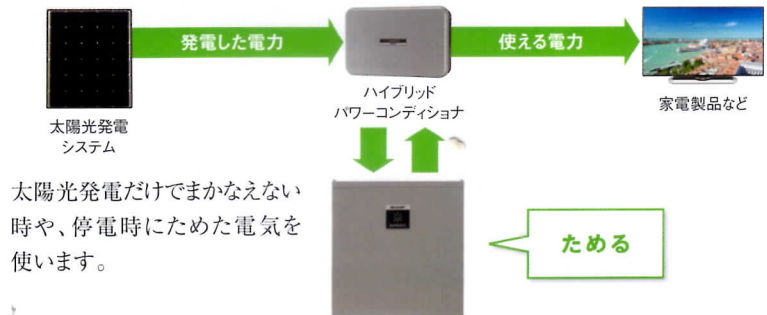 発電した電力
使える電力
太陽光発電
システム
ハイブリッド
パワーコンディショナ
家電製品など
太陽光発電だけでまかなえない
時や、停電時にためた電気を
使います。
ためる